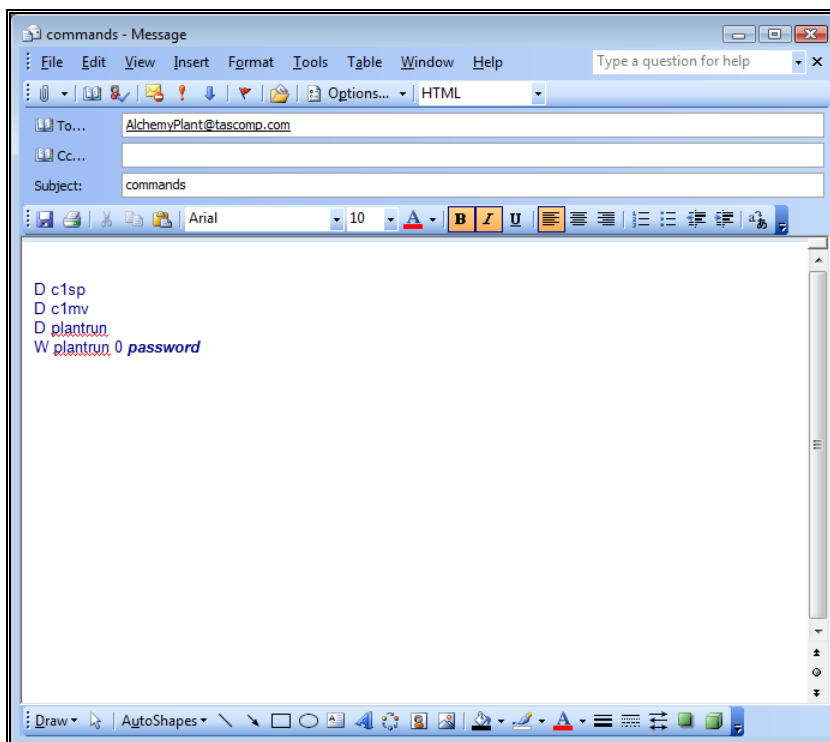 commands - Message
File Edit View Insert Format Tools Table Window Help Type a question for help
Options... HTML
To... AlchemyPlant@tascomp.com
Cc...
Subject: commands
Arial 10 A B I U
D c1sp
D c1mv
D plantrun
W plantrun 0 password
Draw AutoShapes A A